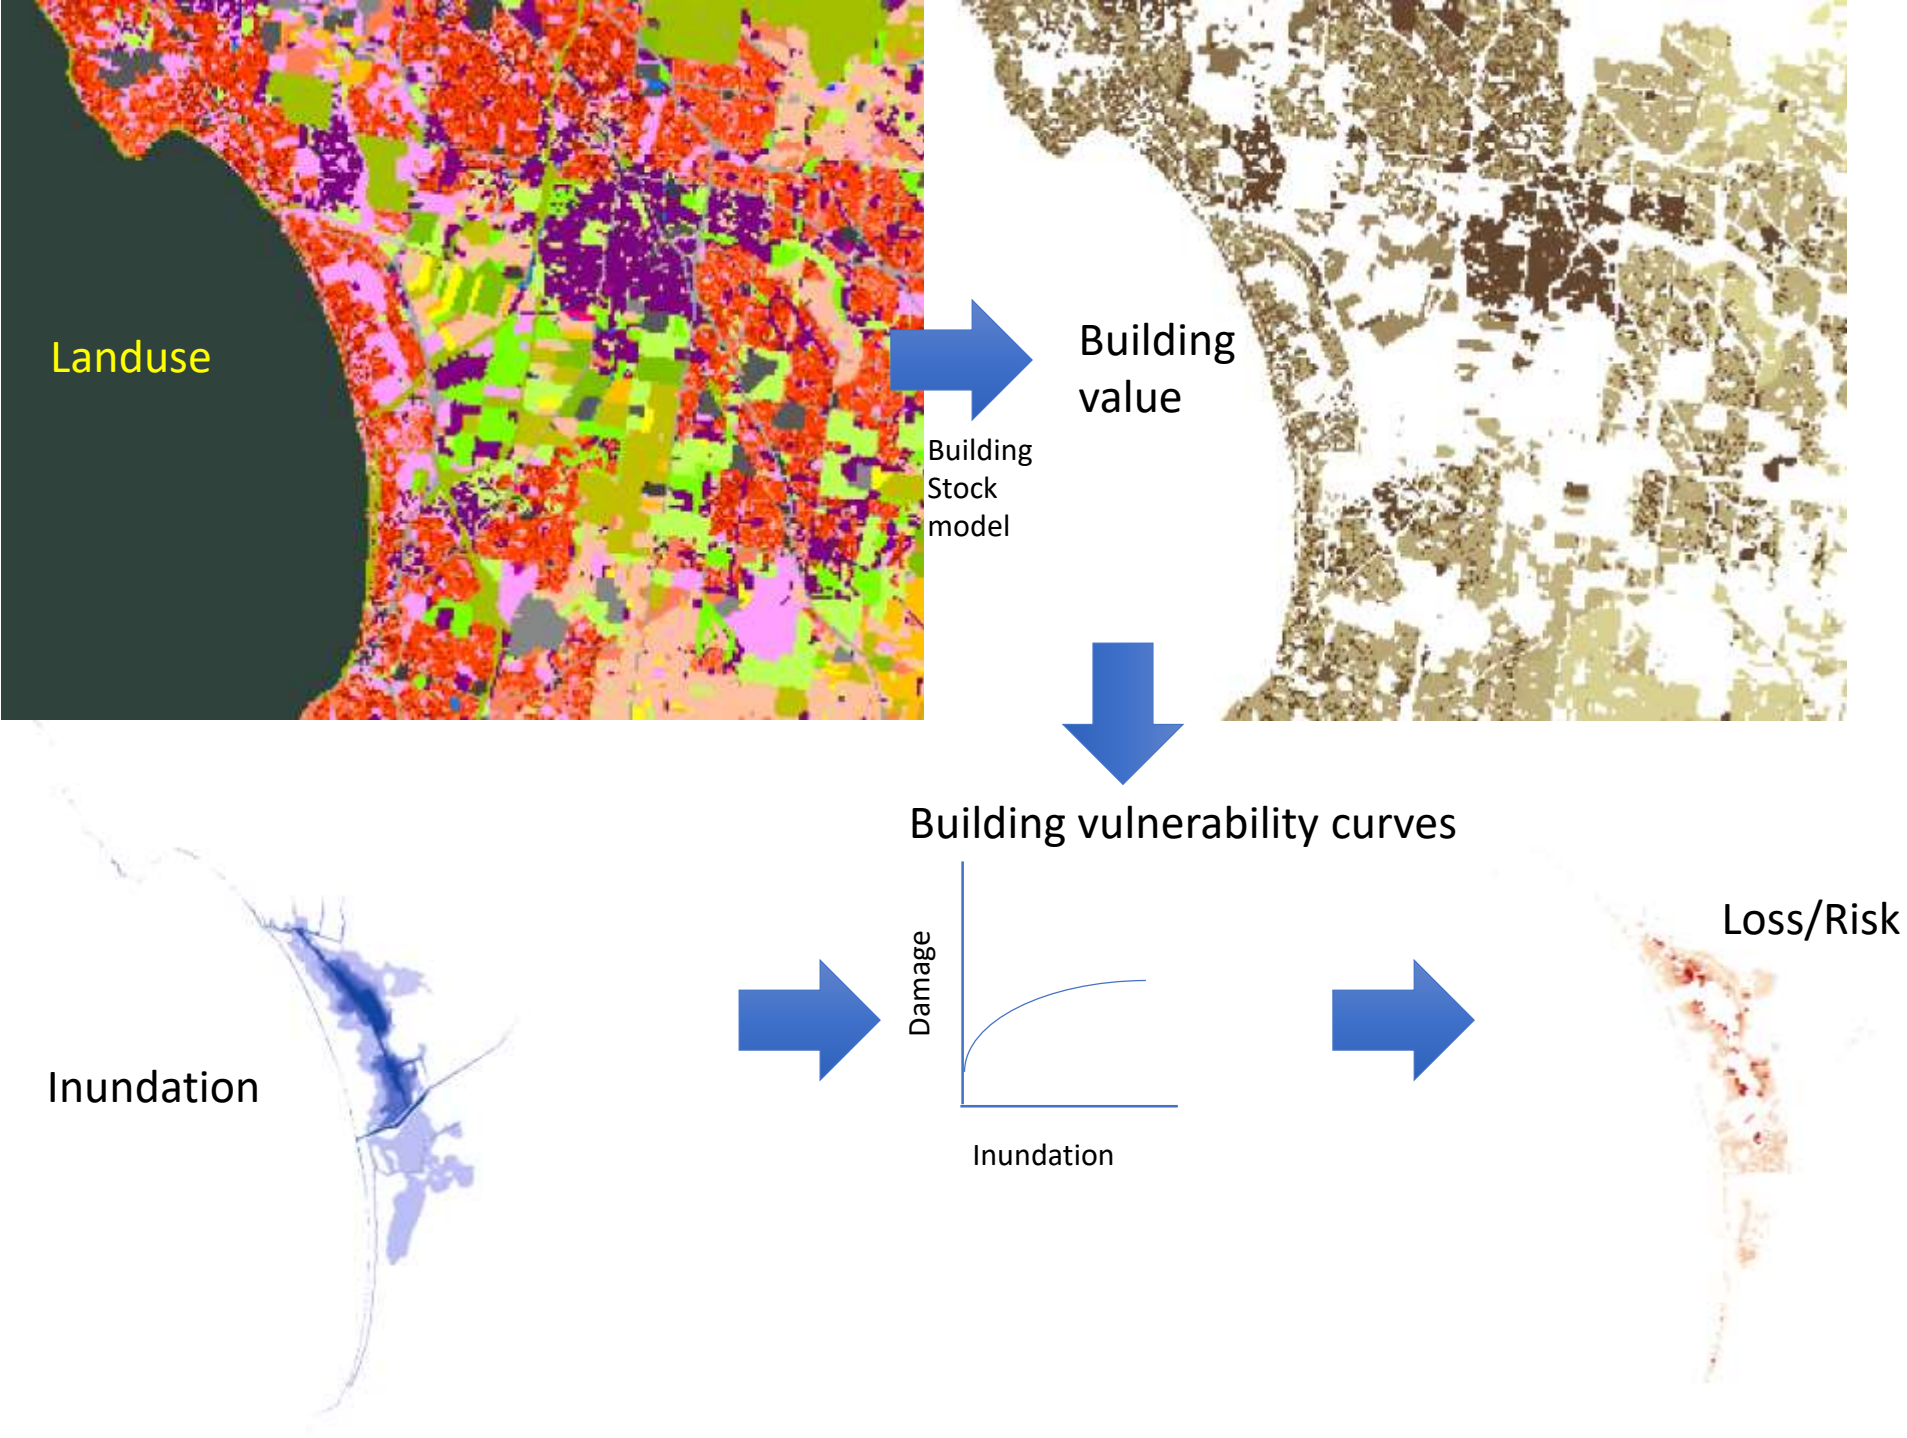 Landuse
Building
value
Building
Stock
model
Building vulnerability curves
Loss/Risk
Damage
Inundation
Inundation